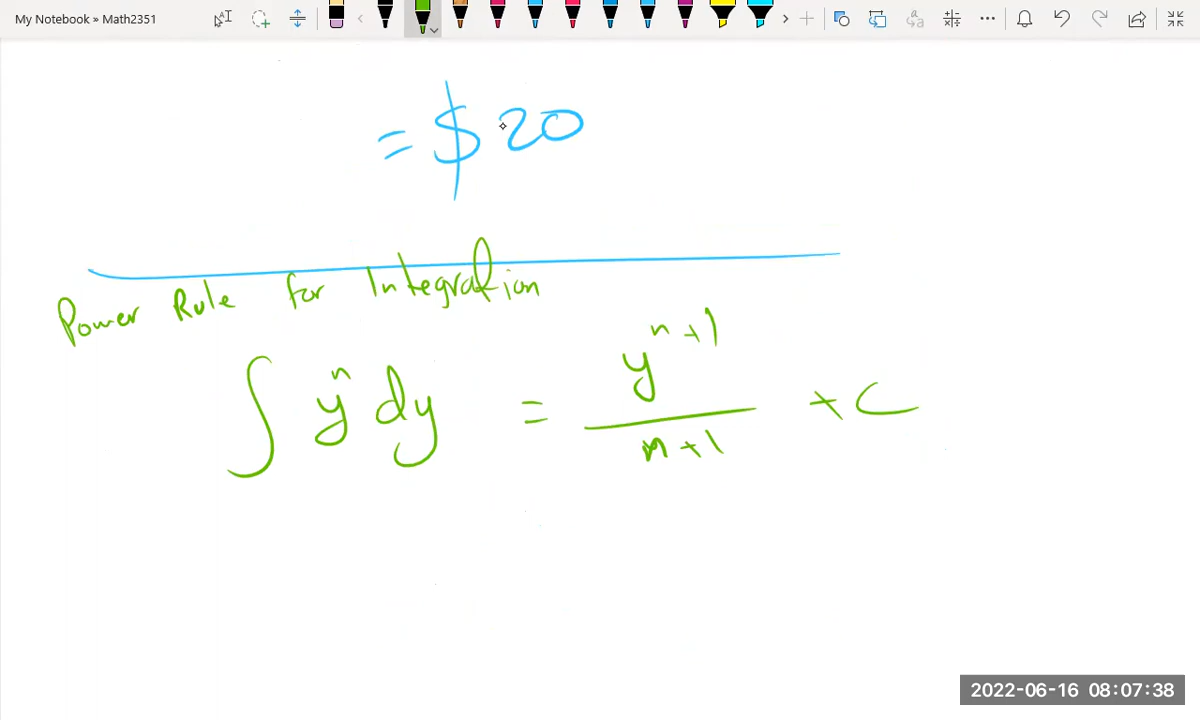 My Notebook » Math2351
= $20
Power Rule for Integration
∫ yⁿ dy = yⁿ⁺¹ / n+1 + C
2022-06-16 08:07:38